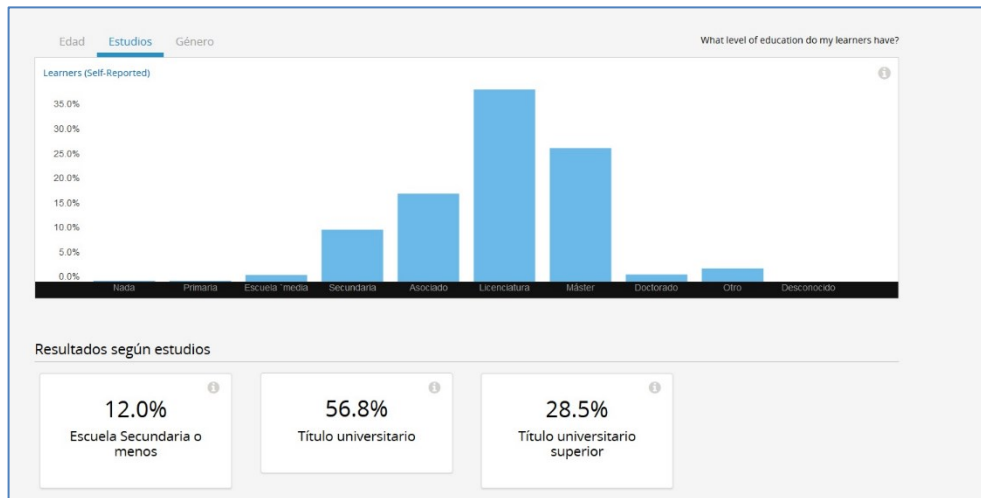 Edad Estudios Género What level of education do my learners have?
Learners (Self-Reported)
35.0%
30.0%
25.0%
20.0%
15.0%
10.0%
5.0%
0.0%
Nada Primaria Escuela ¨media Secundaria Asociado Licenciatura Máster Doctorado Otro Desconocido
Resultados según estudios
12.0% 56.8% 28.5%
Escuela Secundaria o Título universitario Título universitario
menos superior